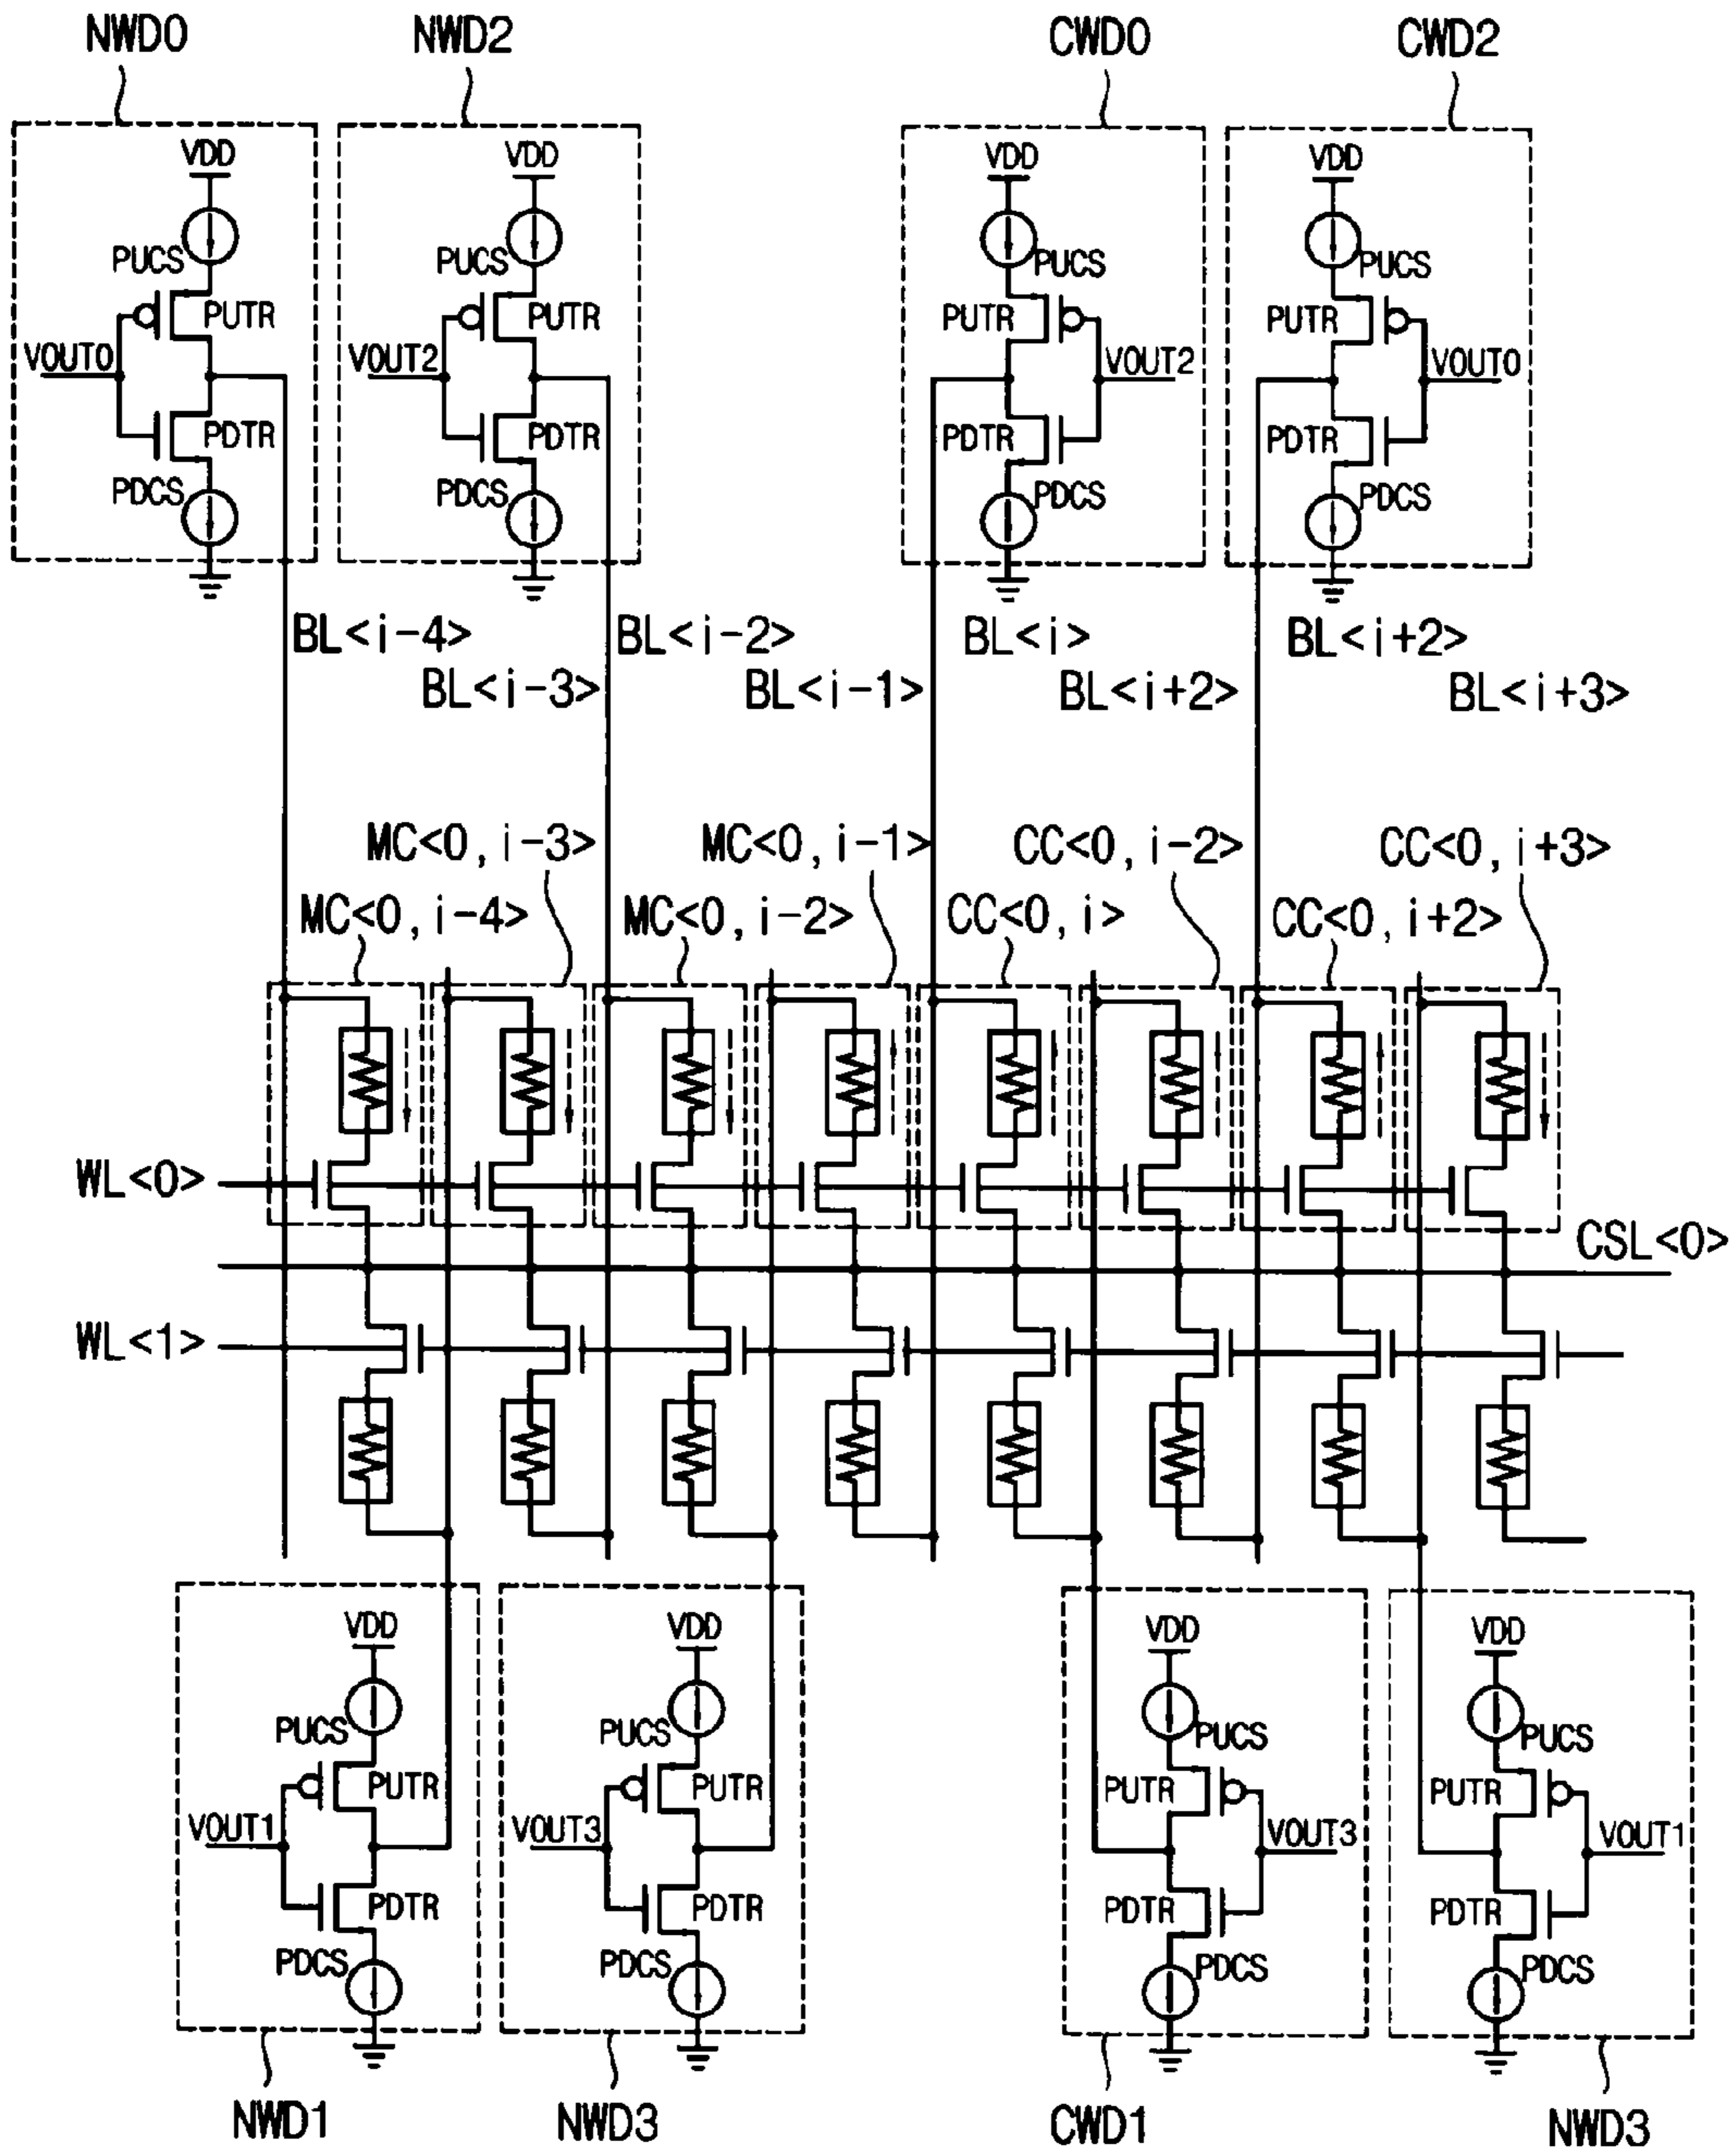 NWD0 NWD2 CWD0 CWD2
VDD VDD VDD VDD
PUCS PUCS PUCS PUCS
PUTR PUTR PUTR PUTR
VOUT0 VOUT2 VOUT2 VOUT0
PDTR PDTR PDTR PDTR
PDCS PDCS PDCS PDCS
BL<i-4> BL<i-2> BL<i> BL<i+2>
BL<i-3> BL<i-1> BL<i+2> BL<i+3>
MC<0, i-3> MC<0, i-1> CC<0, i-2> CC<0, i+3>
MC<0, i-4> MC<0, i-2> CC<0, i> CC<0, i+2>
WL<0>
CSL<0>
WL<1>
VDD VDD VDD VDD
PUCS PUCS PUCS PUCS
PUTR PUTR PUTR PUTR
VOUT1 VOUT3 VOUT3 VOUT1
PDTR PDTR PDTR PDTR
PDCS PDCS PDCS PDCS
NWD1 NWD3 CWD1 NWD3